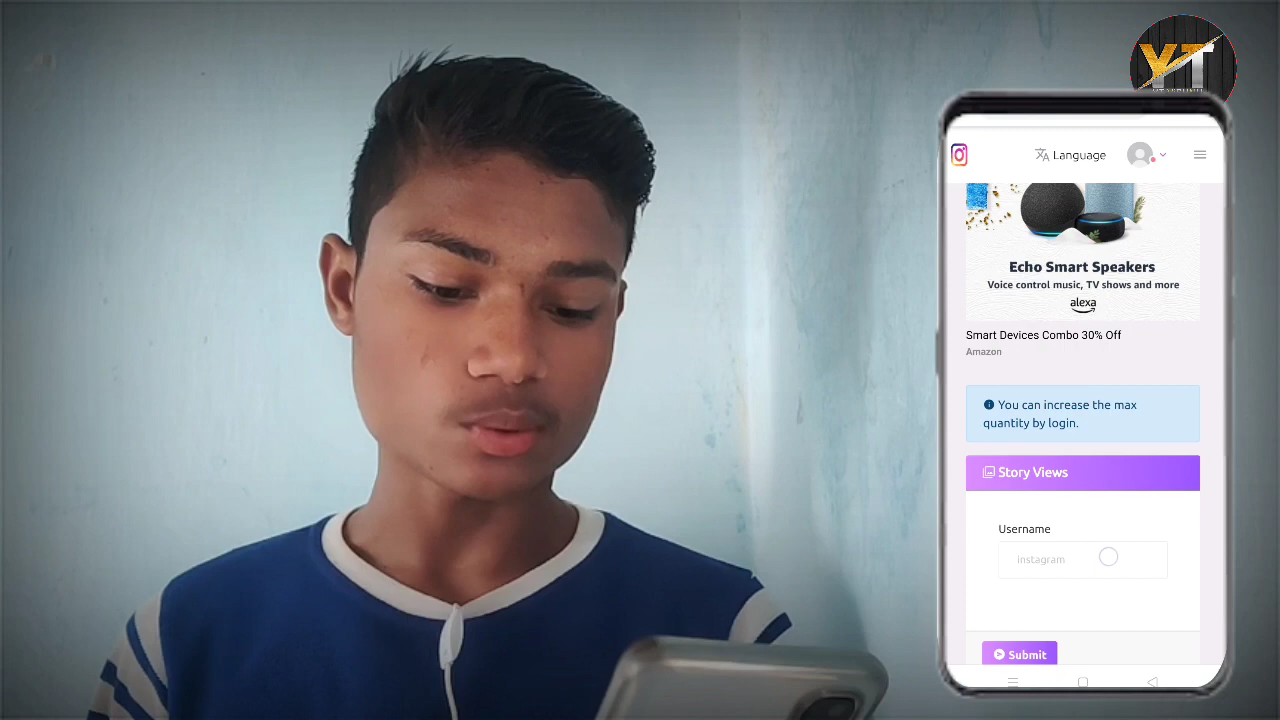 YT
Language
Echo Smart Speakers
Voice control music, TV shows and more
alexa
Smart Devices Combo 30% Off
Amazon
You can increase the max
quantity by login.
Story Views
Username
instagram
Submit